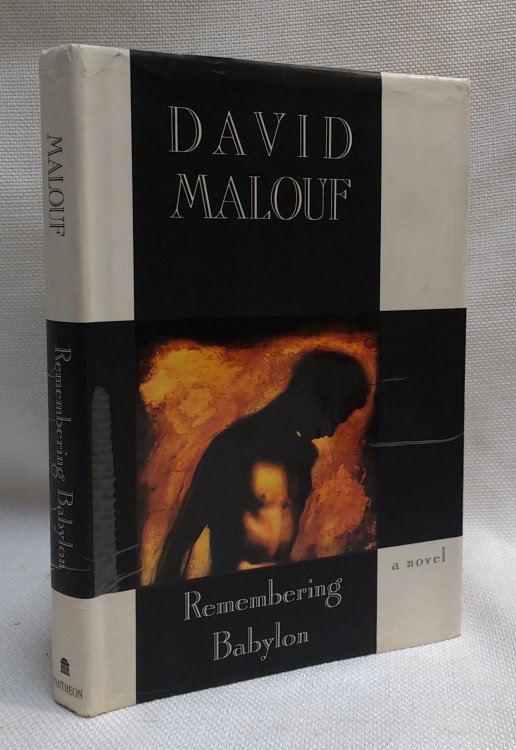 DAVID
MALOUF
Remembering
Babylon
a novel
MALOUF
Remembering Babylon
PANTHEON